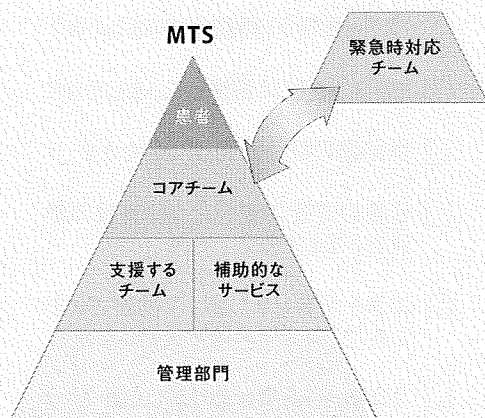 MTS
緊急時対応
チーム
患者
コアチーム
支援する
チーム
補助的な
サービス
管理部門